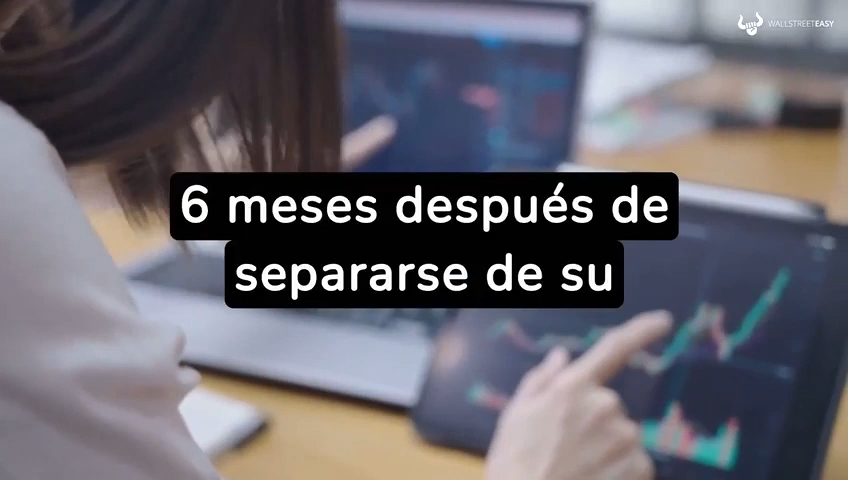 WALLSTREETEASY
6 meses después de
separarse de su